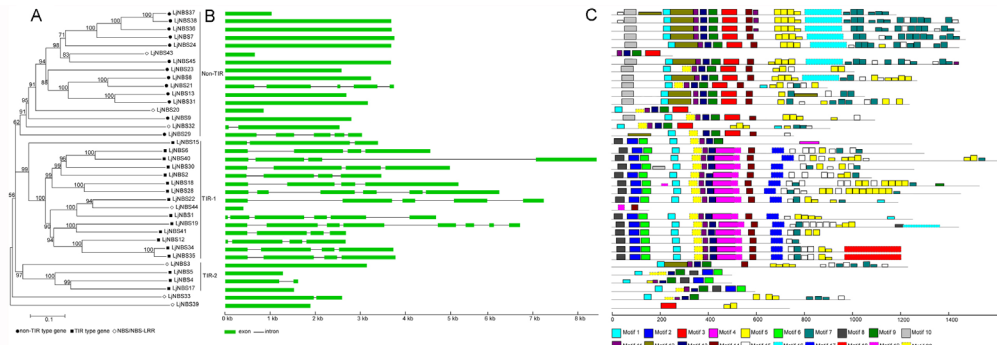 A
B
C
LjNBS37
LjNBS38
LjNBS36
LjNBS7
LjNBS24
LjNBS43
LjNBS45
LjNBS23
LjNBS8
LjNBS21
LjNBS13
LjNBS31
LjNBS20
LjNBS9
LjNBS32
LjNBS29
LjNBS15
LjNBS6
LjNBS40
LjNBS30
LjNBS2
LjNBS18
LjNBS28
LjNBS22
LjNBS44
LjNBS1
LjNBS19
LjNBS41
LjNBS12
LjNBS34
LjNBS35
LjNBS3
LjNBS5
LjNBS4
LjNBS17
LjNBS33
LjNBS39
Non-TIR
TIR-1
TIR-2
0.1
●non-TIR type gene ■TIR type gene ◇NBS/NBS-LRR
0 kb 1 kb 2 kb 3 kb 4 kb 5 kb 6 kb 7 kb 8 kb
exon intron
0 200 400 600 800 1000 1200 1400
Motif 1 Motif 2 Motif 3 Motif 4 Motif 5 Motif 6 Motif 7 Motif 8 Motif 9 Motif 10